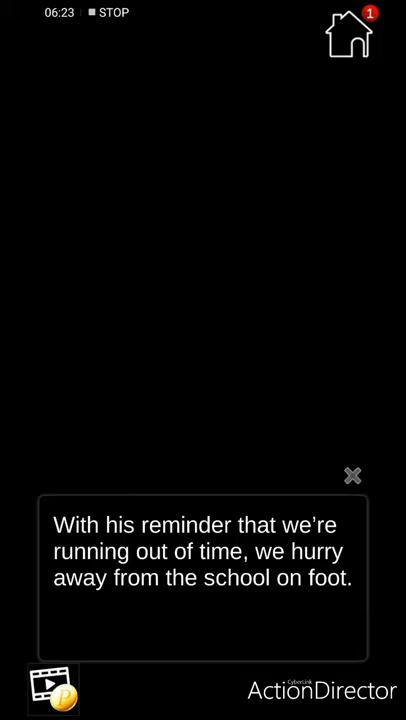 06:23 STOP
1
With his reminder that we’re
running out of time, we hurry
away from the school on foot.
P
CyberLink
ActionDirector